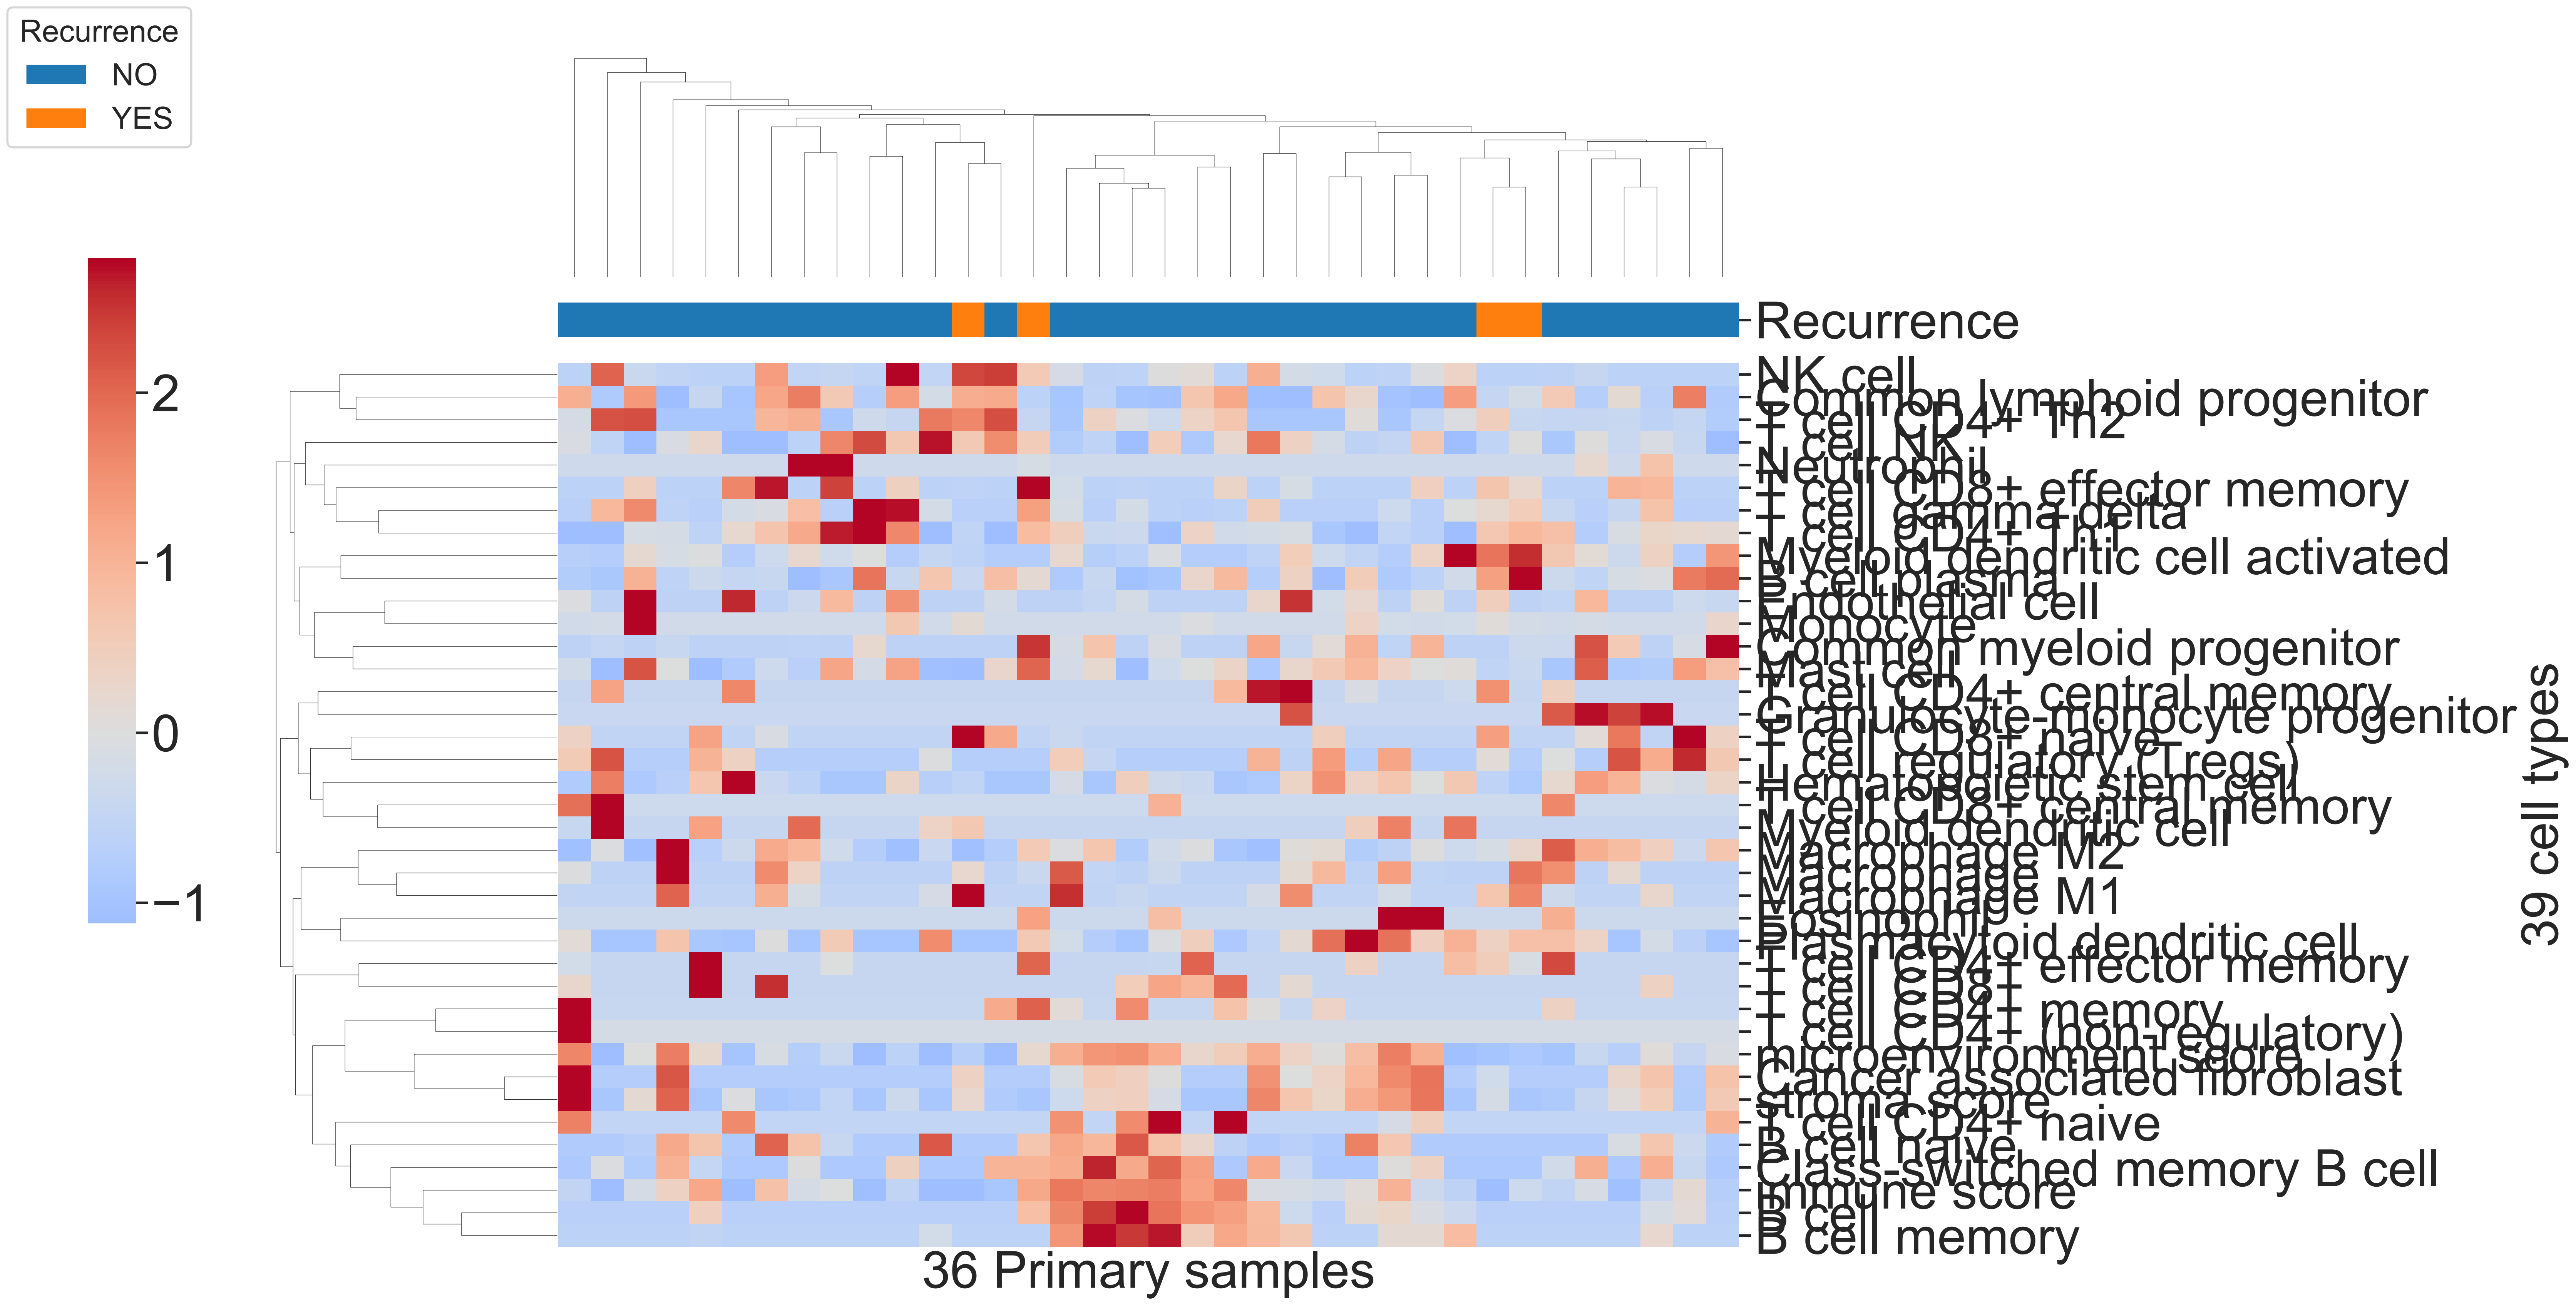 Recurrence
NO
YES
2
1
0
−1
Recurrence
NK cell
Common lymphoid progenitor
T cell CD4+ Th2
T cell NK
Neutrophil
T cell CD8+ effector memory
T cell gamma delta
T cell CD4+ Th1
Myeloid dendritic cell activated
B cell plasma
Endothelial cell
Monocyte
Common myeloid progenitor
Mast cell
T cell CD4+ central memory
Granulocyte-monocyte progenitor
T cell CD8+ naive
T cell regulatory (Tregs)
Hematopoietic stem cell
T cell CD8+ central memory
Myeloid dendritic cell
Macrophage M2
Macrophage
Macrophage M1
Eosinophil
Plasmacytoid dendritic cell
T cell CD4+ effector memory
T cell CD8+
T cell CD4+ memory
T cell CD4+ (non-regulatory)
microenvironment score
Cancer associated fibroblast
stroma score
T cell CD4+ naive
B cell naive
Class-switched memory B cell
immune score
B cell
B cell memory
39 cell types
36 Primary samples